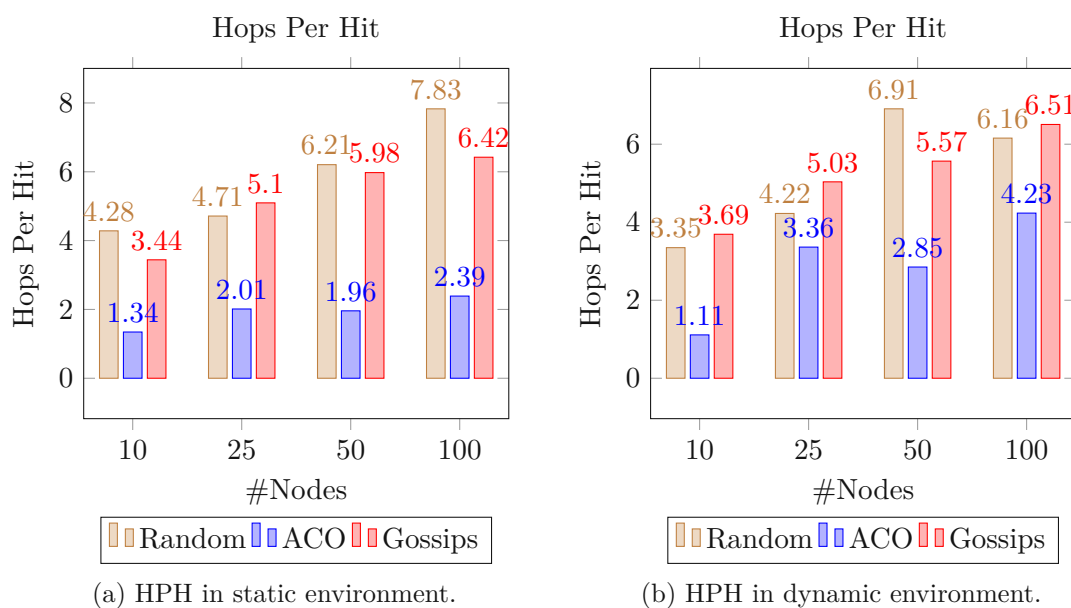 Hops Per Hit
8
6
4
2
0
Hops Per Hit
4.28
4.71
6.21
7.83
1.34
2.01
1.96
2.39
3.44
5.1
5.98
6.42
10 25 50 100
#Nodes
Random ACO Gossips
(a) HPH in static environment.
Hops Per Hit
6
4
2
0
Hops Per Hit
3.35
4.22
6.91
6.16
1.11
3.36
2.85
4.23
3.69
5.03
5.57
6.51
10 25 50 100
#Nodes
Random ACO Gossips
(b) HPH in dynamic environment.